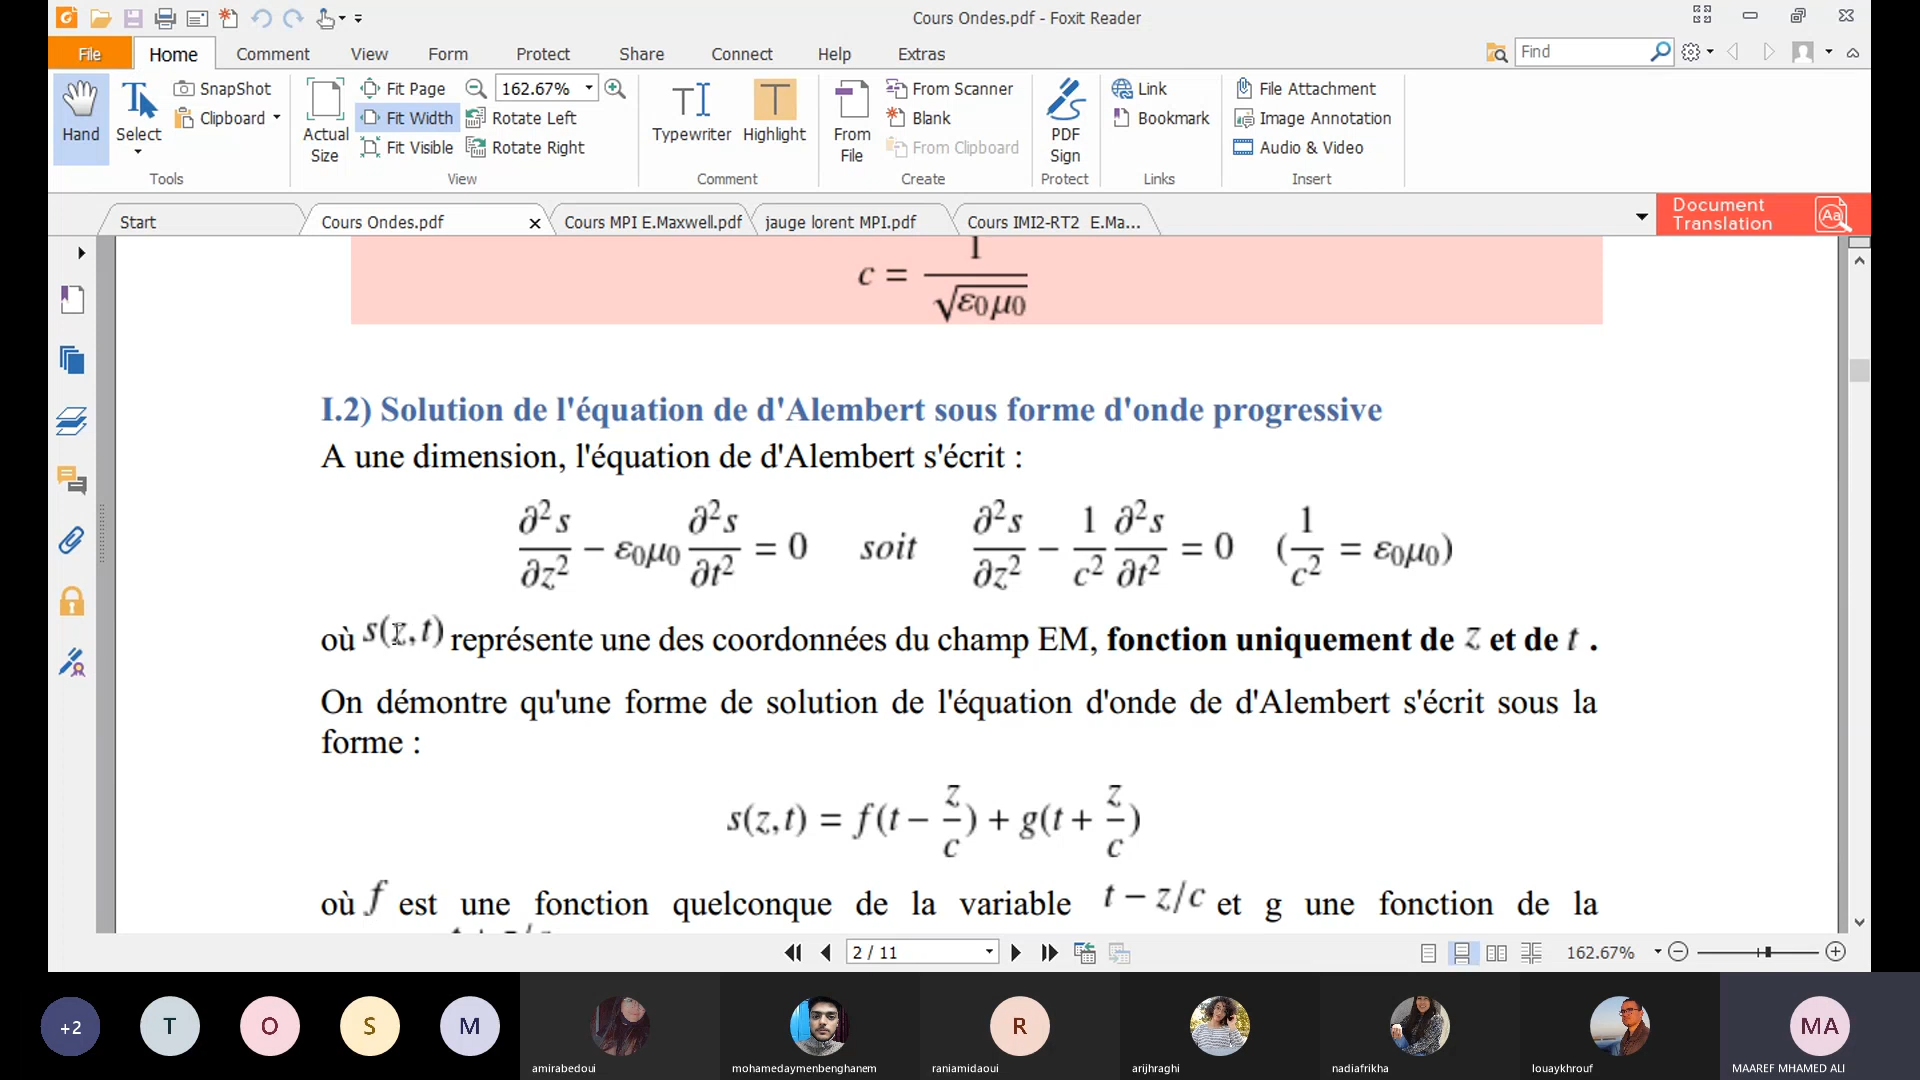 Cours Ondes.pdf - Foxit Reader
File Home Comment View Form Protect Share Connect Help Extras Find
Hand
Select
SnapShot
Clipboard
Tools
Actual Size
Fit Page
Fit Width
Fit Visible
162.67%
Rotate Left
Rotate Right
View
Typewriter
Highlight
Comment
From File
From Scanner
Blank
From Clipboard
Create
PDF Sign
Protect
Link
Bookmark
Links
File Attachment
Image Annotation
Audio & Video
Insert
Start
Cours Ondes.pdf
Cours MPI E.Maxwell.pdf
jauge lorent MPI.pdf
Cours IMI2-RT2 E.Ma...
Document
Translation
c = 1/√ε₀μ₀
I.2) Solution de l'équation de d'Alembert sous forme d'onde progressive
A une dimension, l'équation de d'Alembert s'écrit :
∂²s/∂z² − ε₀μ₀ ∂²s/∂t² = 0 soit ∂²s/∂z² − 1/c² ∂²s/∂t² = 0 (1/c² = ε₀μ₀)
où s(z,t) représente une des coordonnées du champ EM, fonction uniquement de z et de t .
On démontre qu'une forme de solution de l'équation d'onde de d'Alembert s'écrit sous la
forme :
s(z,t) = f(t − z/c) + g(t + z/c)
où f est une fonction quelconque de la variable t − z/c et g une fonction de la
2 / 11
162.67%
+2
T
O
S
M
amirabedoui
mohamedaymenbenghanem
R
raniamidaoui
arijhraghi
nadiafrikha
louaykhrouf
MA
MAAREF MHAMED ALI